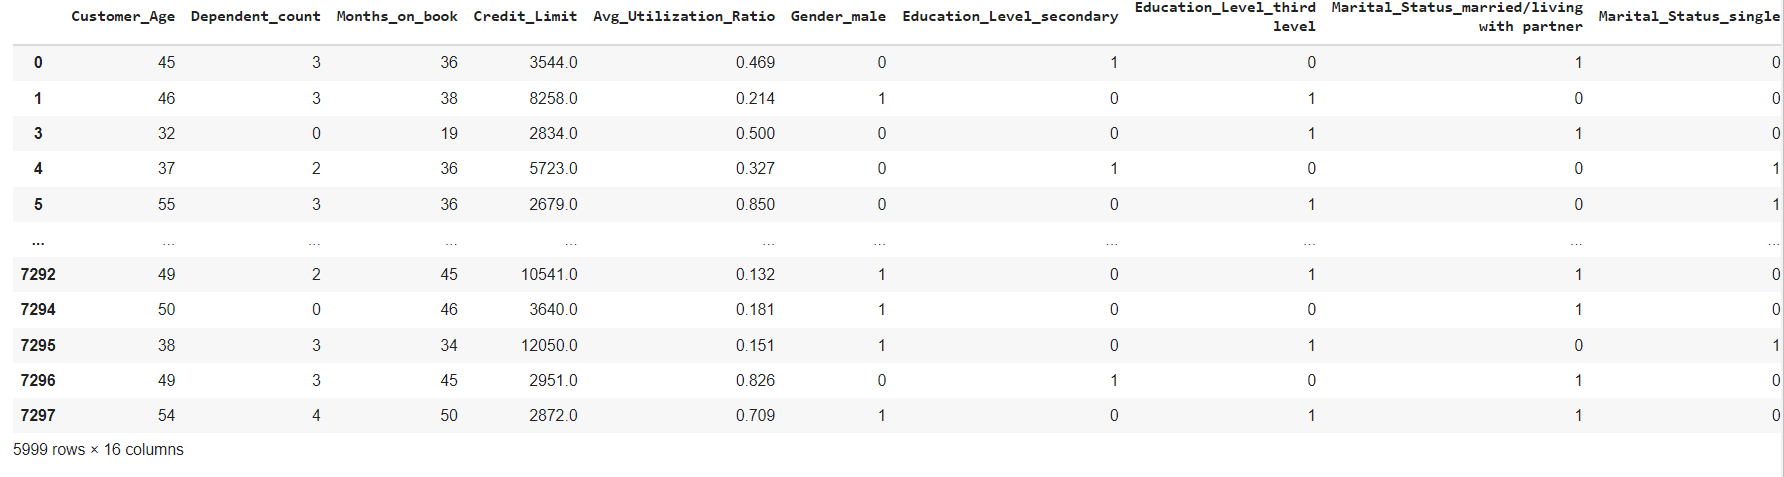 Customer_Age Dependent_count Months_on_book Credit_Limit Avg_Utilization_Ratio Gender_male Education_Level_secondary Education_Level_third level Marital_Status_married/living with partner Marital_Status_single
0 45 3 36 3544.0 0.469 0 1 0 1 0
1 46 3 38 8258.0 0.214 1 0 1 0 0
3 32 0 19 2834.0 0.500 0 0 1 1 0
4 37 2 36 5723.0 0.327 0 1 0 0 1
5 55 3 36 2679.0 0.850 0 0 1 0 1
... ... ... ... ... ... ... ... ... ... ...
7292 49 2 45 10541.0 0.132 1 0 1 1 0
7294 50 0 46 3640.0 0.181 1 0 0 1 0
7295 38 3 34 12050.0 0.151 1 0 1 0 1
7296 49 3 45 2951.0 0.826 0 1 0 1 0
7297 54 4 50 2872.0 0.709 1 0 1 1 0
5999 rows × 16 columns